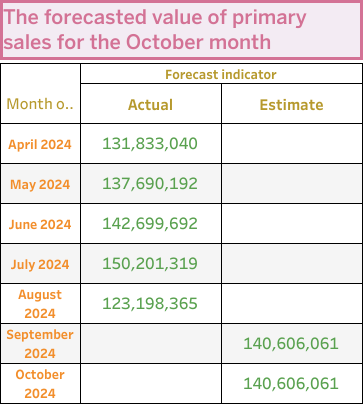 The forecasted value of primary
sales for the October month
Forecast indicator
Month o.. Actual Estimate
April 2024 131,833,040
May 2024 137,690,192
June 2024 142,699,692
July 2024 150,201,319
August
2024 123,198,365
September
2024 140,606,061
October
2024 140,606,061